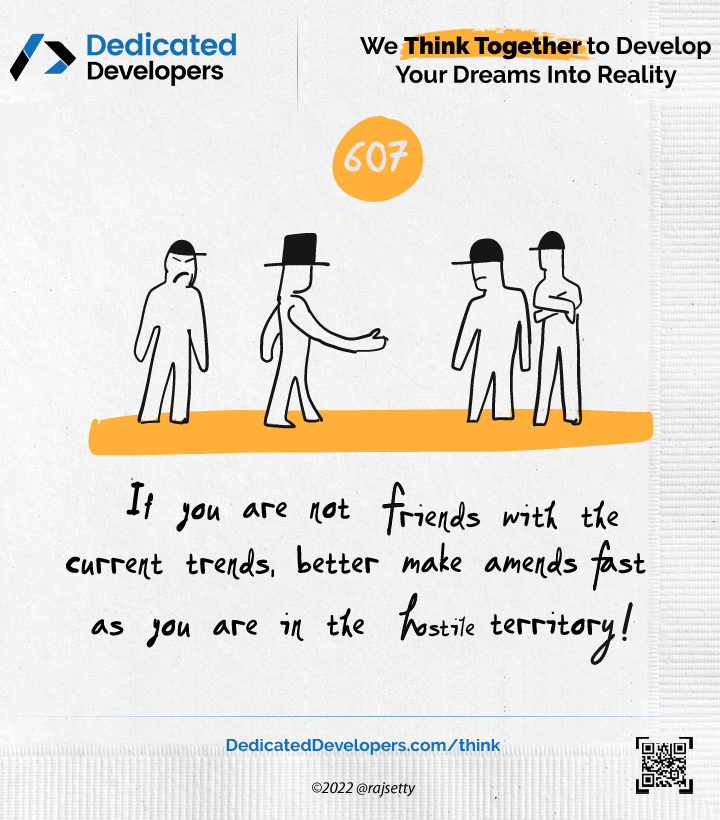 Dedicated
Developers
We Think Together to Develop
Your Dreams Into Reality
607
If you are not friends with the
current trends, better make amends fast
as you are in the hostile territory!
DedicatedDevelopers.com/think
©2022 @rajsetty